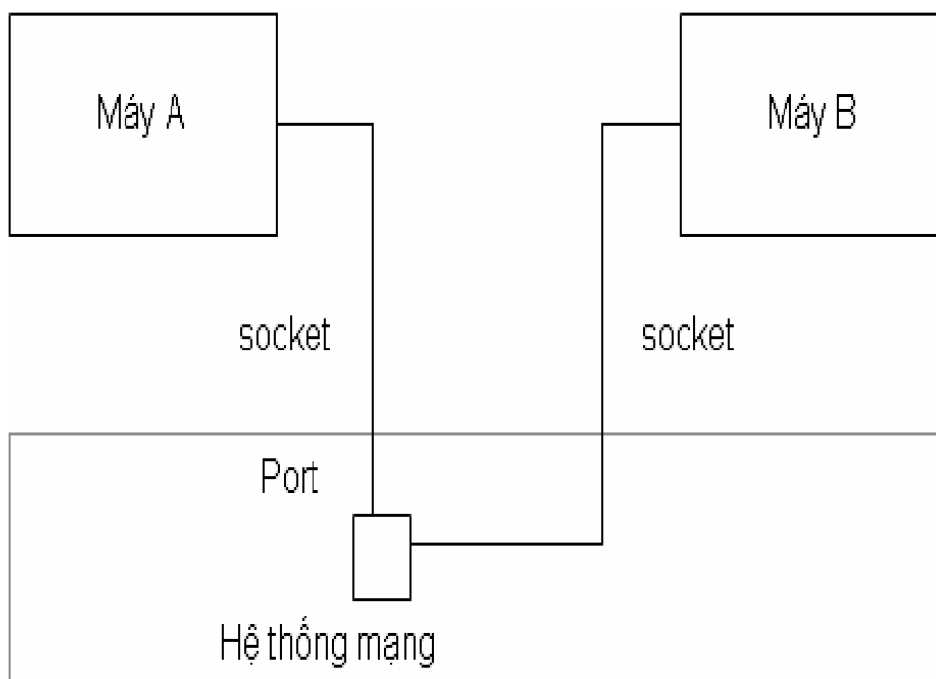 Máy A
Máy B
socket
socket
Port
Hệ thống mạng